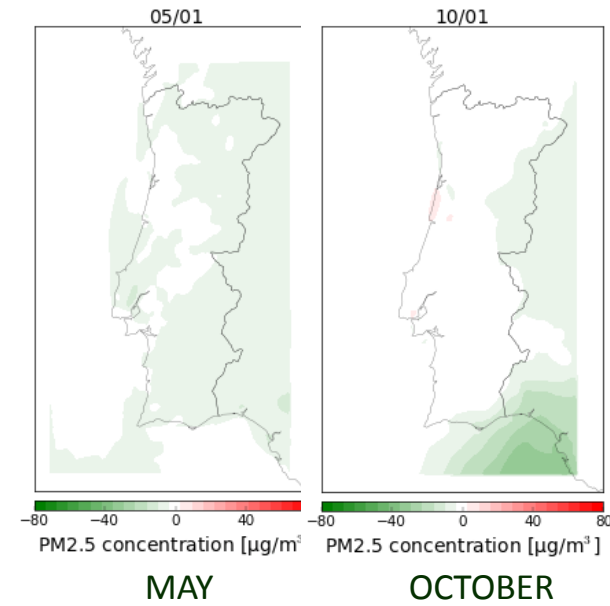 05/01
10/01
−80 −40 0 40
−80 −40 0 40 80
PM2.5 concentration [µg/m³
PM2.5 concentration [µg/m³]
MAY
OCTOBER